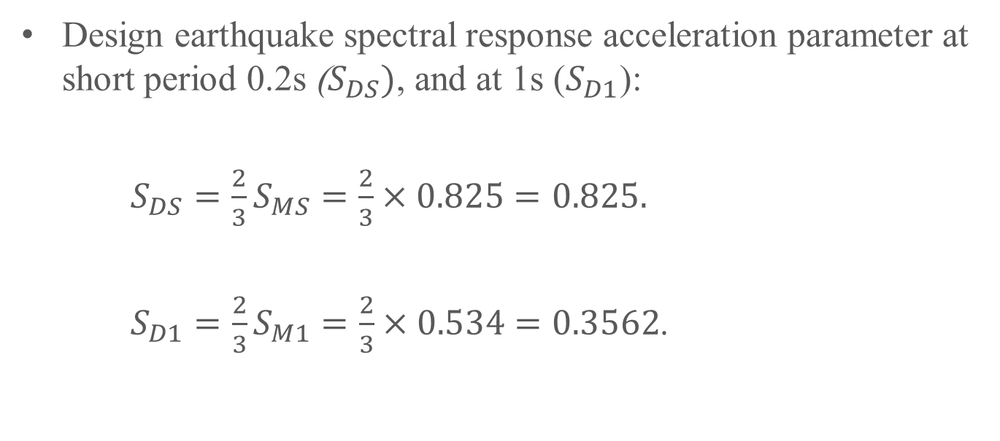 • Design earthquake spectral response acceleration parameter at
short period 0.2s (S_{DS}), and at 1s (S_{D1}):
S_{DS} = \frac{2}{3} S_{MS} = \frac{2}{3} × 0.825 = 0.825.
S_{D1} = \frac{2}{3} S_{M1} = \frac{2}{3} × 0.534 = 0.3562.